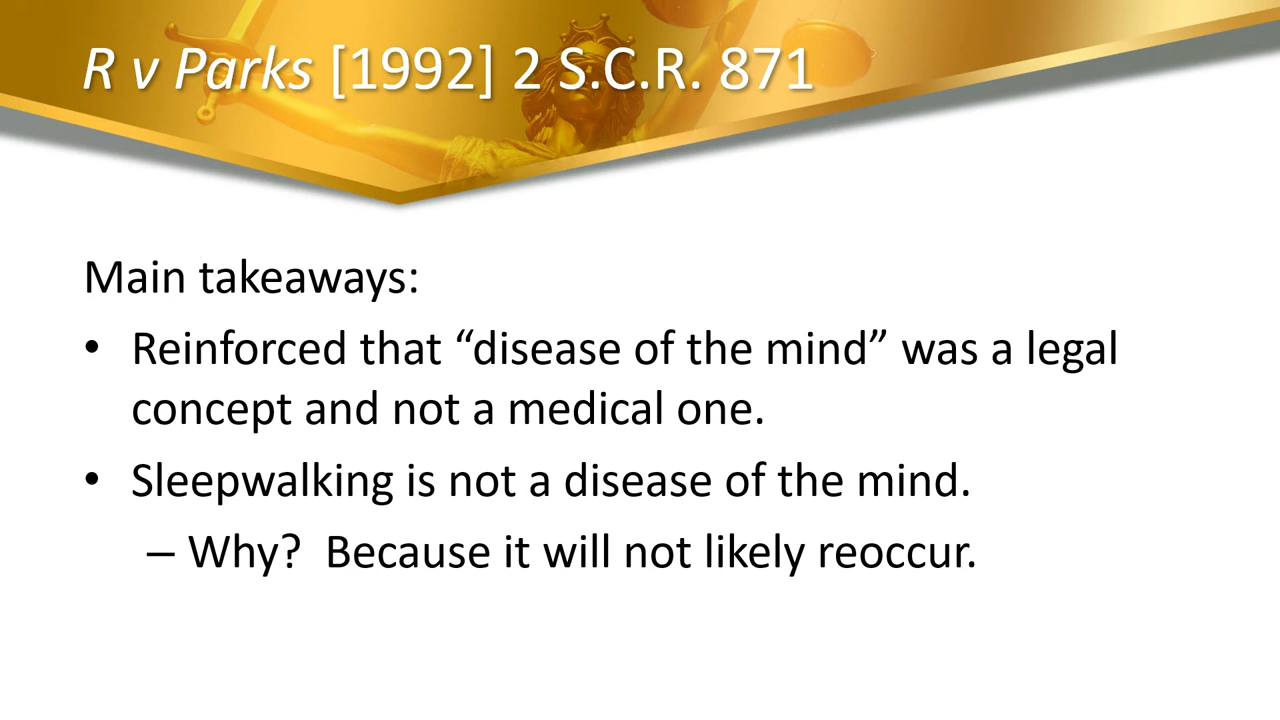 R v Parks [1992] 2 S.C.R. 871
Main takeaways:
• Reinforced that “disease of the mind” was a legal
concept and not a medical one.
• Sleepwalking is not a disease of the mind.
– Why?  Because it will not likely reoccur.